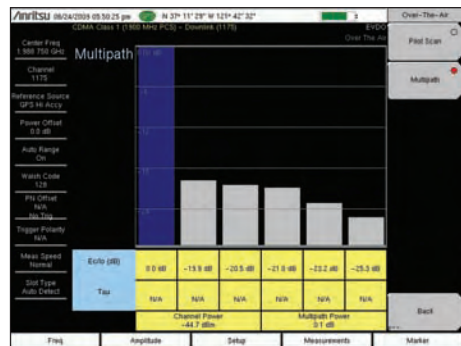 Anritsu 08/24/2009 05:50:25 pm N 37° 11' 29" W 121° 42' 32" Over-The-Air
CDMA Class 1 (1900 MHz PCS) - Downlink (1175) EVDO
Over The Air
Multipath
Center Freq
1.988 750 GHz
Channel
1175
Reference Source
GPS Hi Accy
Power Offset
0.0 dB
Auto Range
On
Walsh Code
128
PN Offset
N/A
No Trig
Trigger Polarity
N/A
Meas Speed
Normal
Slot Type
Auto Detect
Pilot Scan
Multipath
Back
Ec/Io (dB) 0.0 dB -19.9 dB -20.5 dB -21.0 dB -23.2 dB -25.3 dB
Tau N/A N/A N/A N/A N/A N/A
Channel Power Multipath Power
-44.7 dBm 0.1 dB
Freq Amplitude Setup Measurements Marker